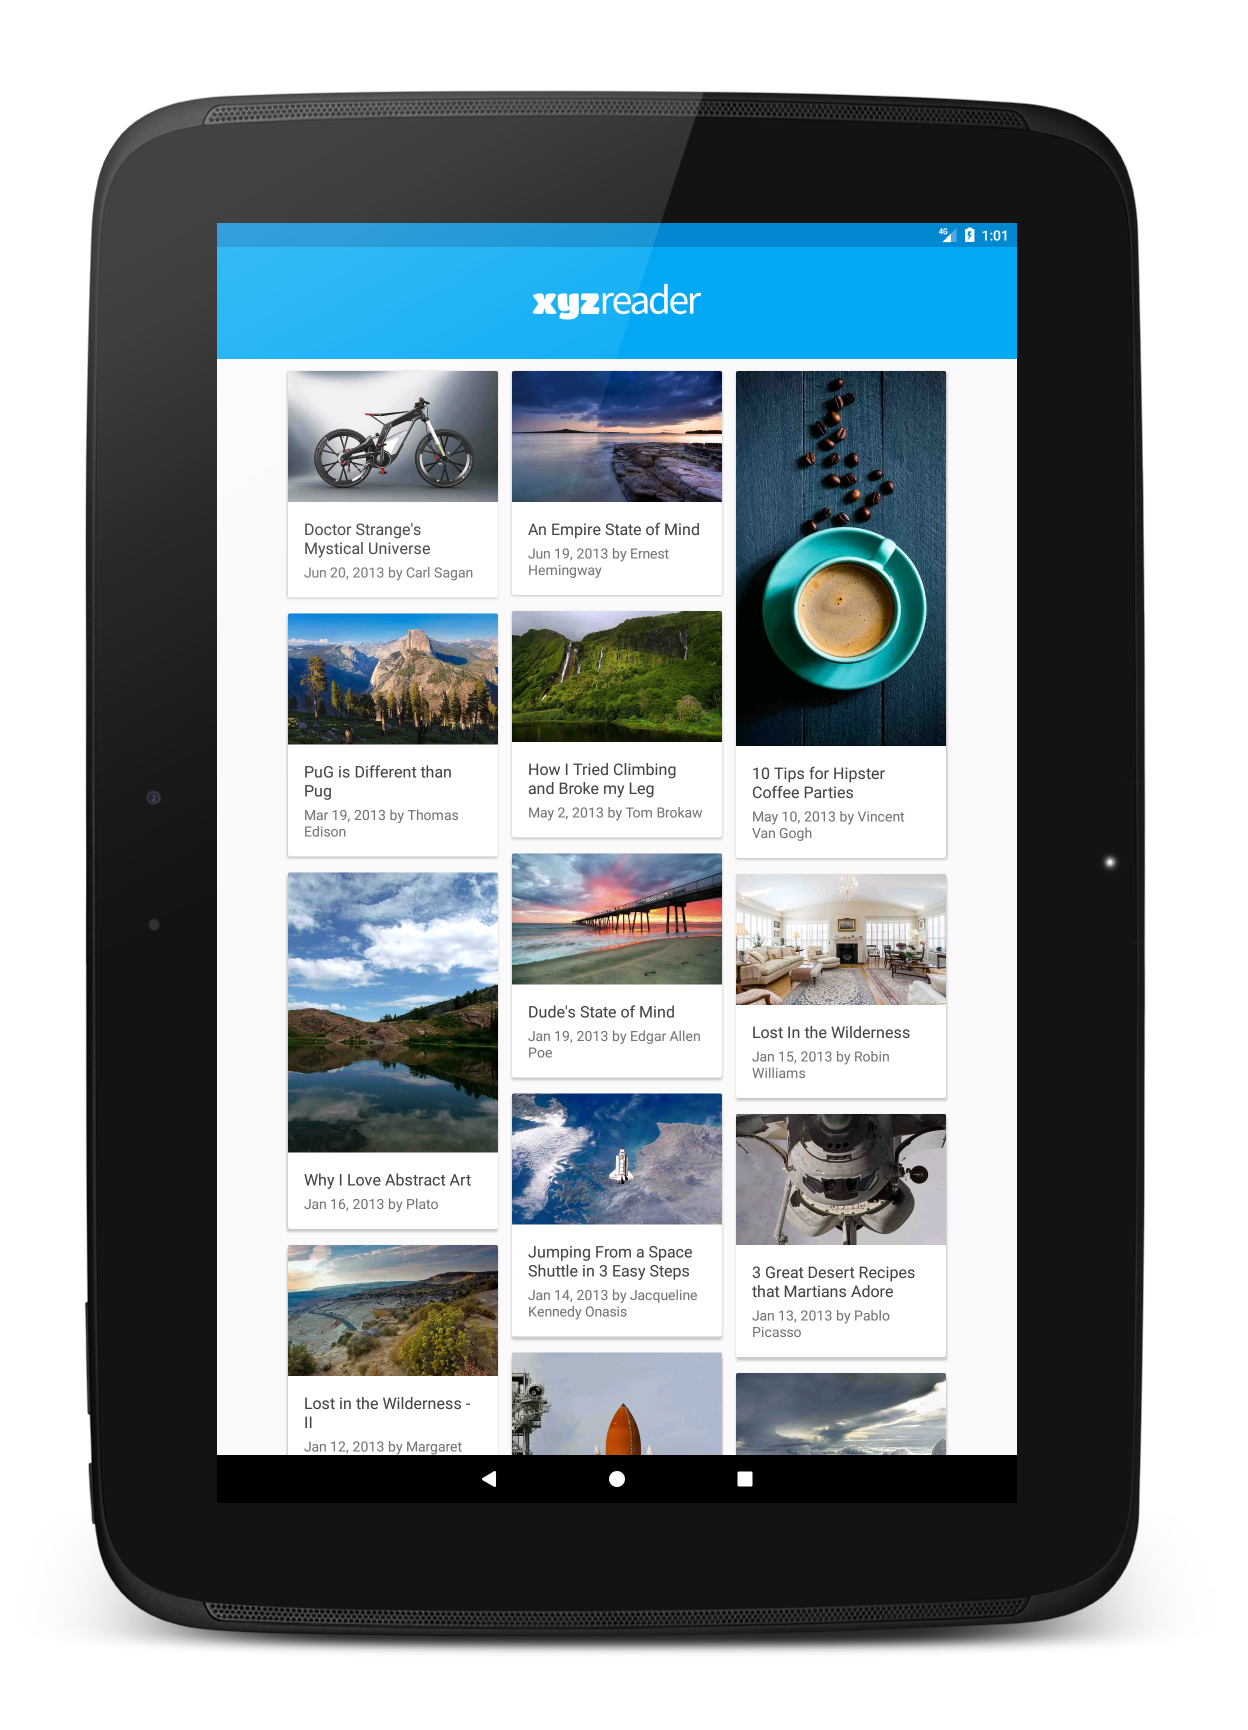 4G 1:01
xyzreader
Doctor Strange's
Mystical Universe
Jun 20, 2013 by Carl Sagan
An Empire State of Mind
Jun 19, 2013 by Ernest
Hemingway
10 Tips for Hipster
Coffee Parties
May 10, 2013 by Vincent
Van Gogh
PuG is Different than
Pug
Mar 19, 2013 by Thomas
Edison
How I Tried Climbing
and Broke my Leg
May 2, 2013 by Tom Brokaw
Dude's State of Mind
Jan 19, 2013 by Edgar Allen
Poe
Lost In the Wilderness
Jan 15, 2013 by Robin
Williams
Why I Love Abstract Art
Jan 16, 2013 by Plato
Jumping From a Space
Shuttle in 3 Easy Steps
Jan 14, 2013 by Jacqueline
Kennedy Onasis
3 Great Desert Recipes
that Martians Adore
Jan 13, 2013 by Pablo
Picasso
Lost in the Wilderness -
II
Jan 12, 2013 by Margaret